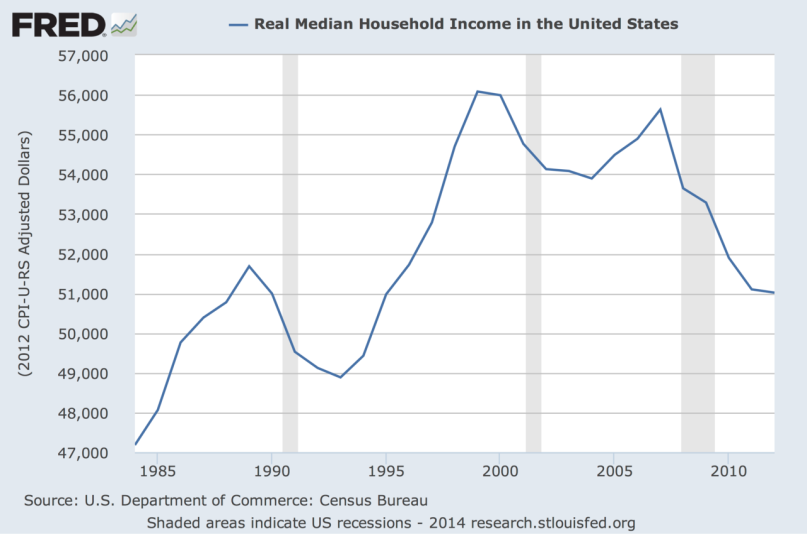 FRED
Real Median Household Income in the United States
(2012 CPI-U-RS Adjusted Dollars)
57,000
56,000
55,000
54,000
53,000
52,000
51,000
50,000
49,000
48,000
47,000
1985 1990 1995 2000 2005 2010
Source: U.S. Department of Commerce: Census Bureau
Shaded areas indicate US recessions - 2014 research.stlouisfed.org